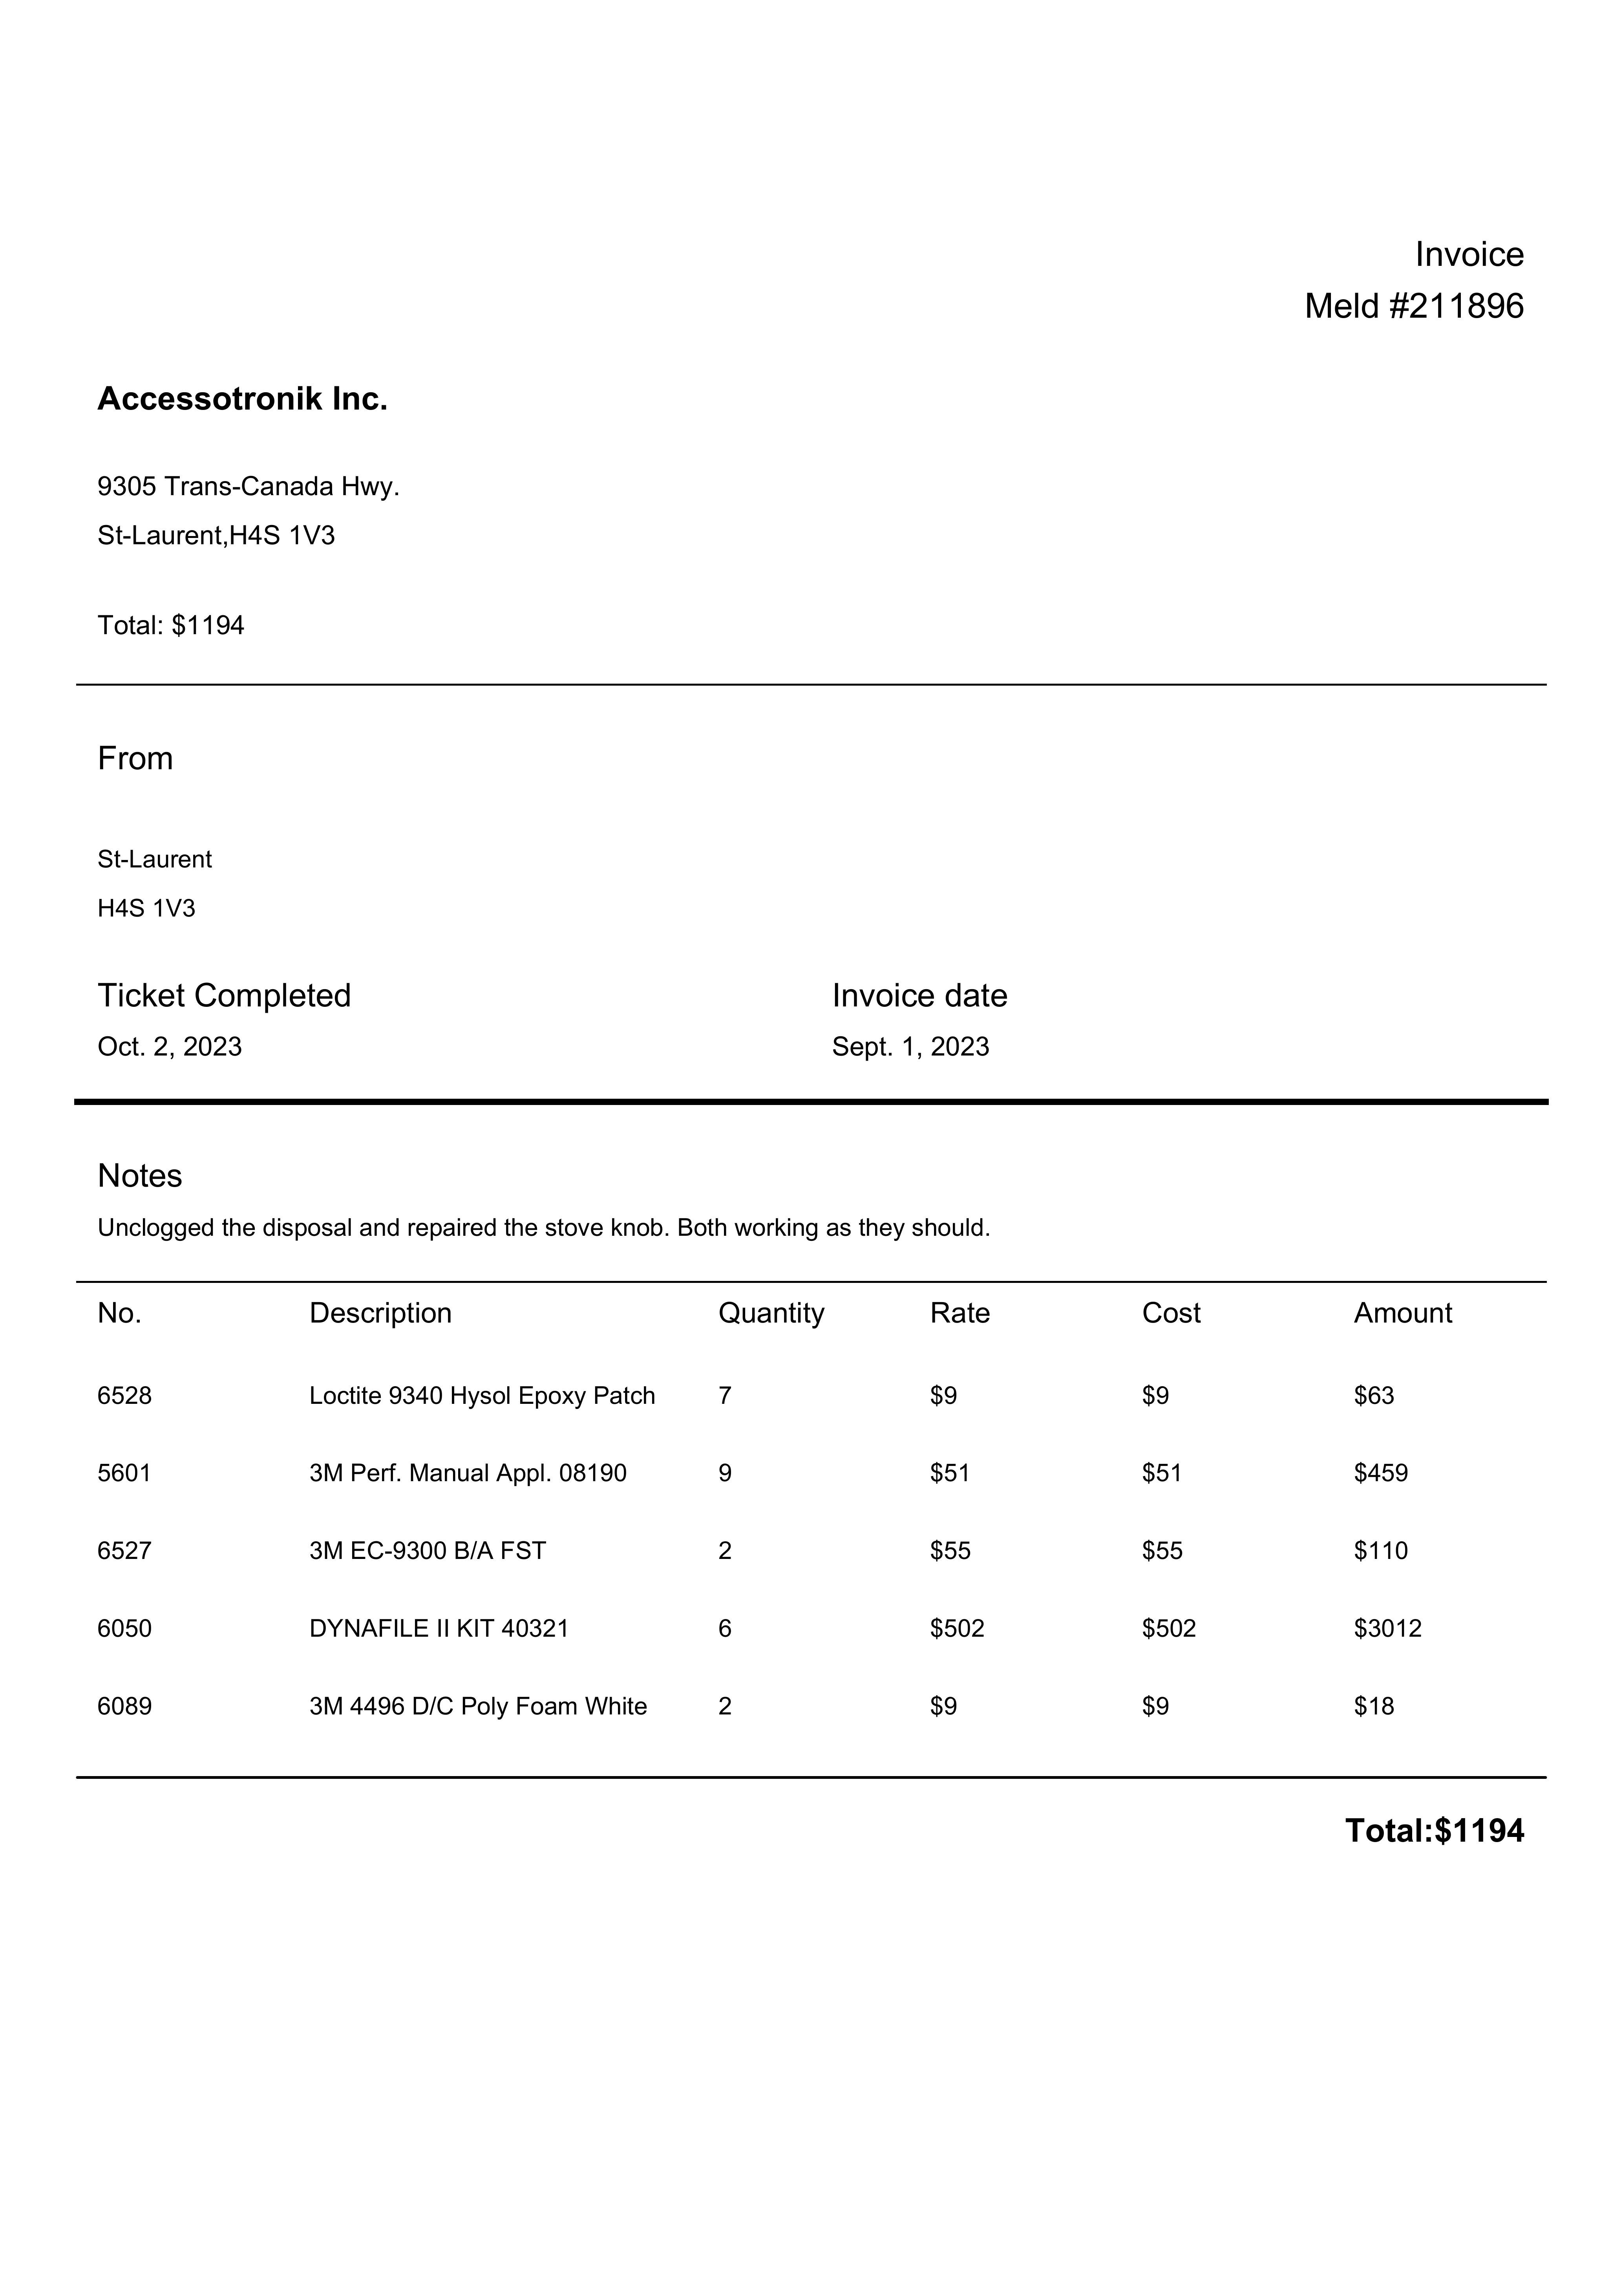 Invoice
Meld #211896
Accessotronik Inc.
9305 Trans-Canada Hwy.
St-Laurent,H4S 1V3
Total: $1194
From
St-Laurent
H4S 1V3
Ticket Completed Invoice date
Oct. 2, 2023 Sept. 1, 2023
Notes
Unclogged the disposal and repaired the stove knob. Both working as they should.
No. Description Quantity Rate Cost Amount
6528 Loctite 9340 Hysol Epoxy Patch 7 $9 $9 $63
5601 3M Perf. Manual Appl. 08190 9 $51 $51 $459
6527 3M EC-9300 B/A FST 2 $55 $55 $110
6050 DYNAFILE II KIT 40321 6 $502 $502 $3012
6089 3M 4496 D/C Poly Foam White 2 $9 $9 $18
Total:$1194